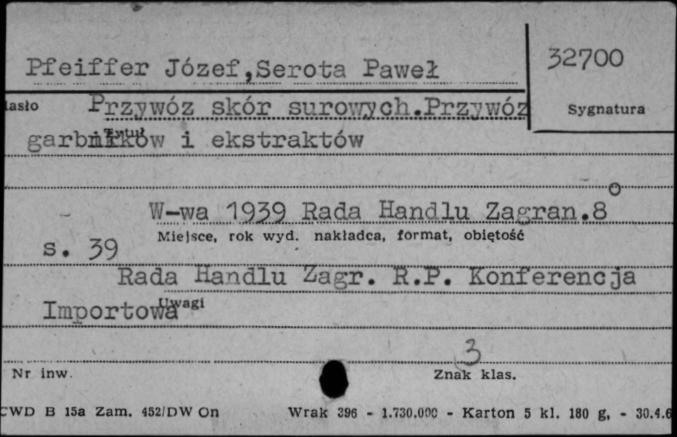 Pfeiffer Józef,Serota Paweł
32700
asło Przywóz skór surowych.Przywóz
Sygnatura
garbników i ekstraktów
Tytuł
W-wa 1939 Rada Handlu Zagran.8°
Miejsce, rok wyd. nakładca, format, objętość
s. 39
Rada Handlu Zagr. R.P. Konferencja
Importowa
Uwagi
3
Nr inw.
Znak klas.
CWD B 15a Zam. 452/DW On Wrak 396 - 1.730.000 - Karton 5 kl. 180 g, - 30.4.6